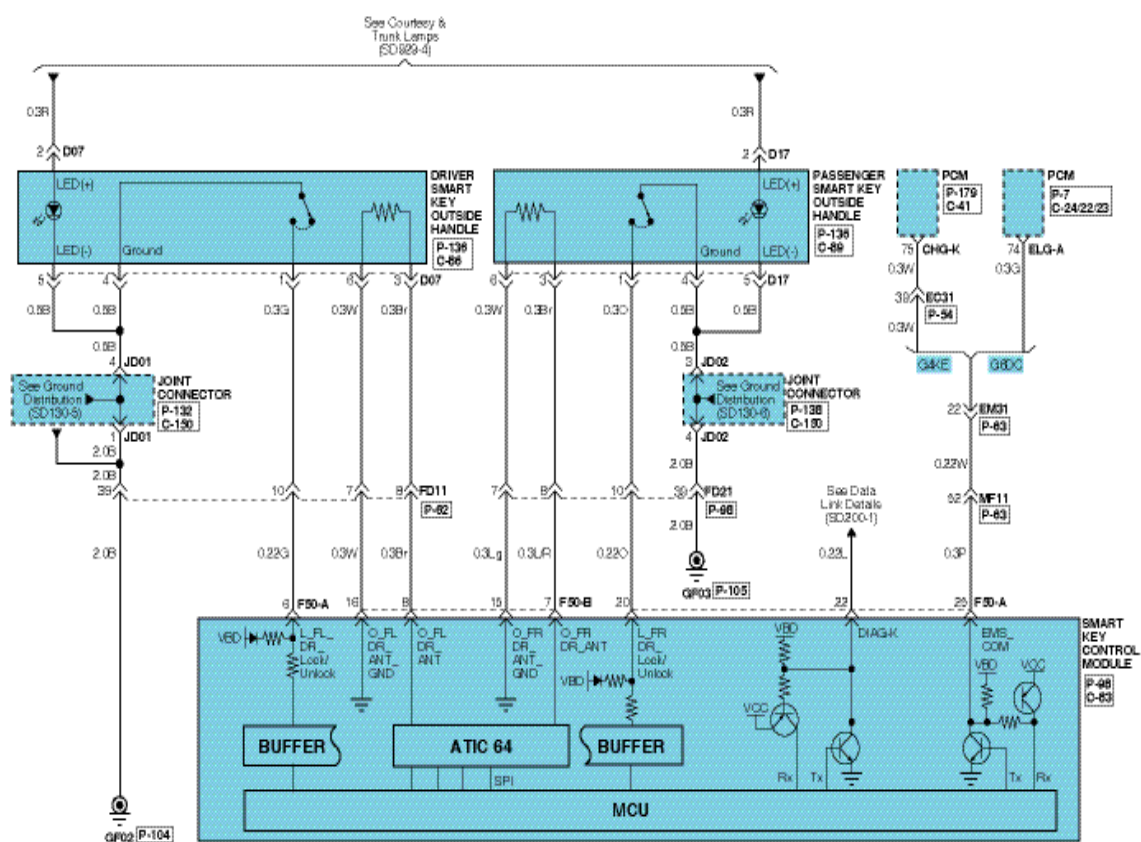 See Courtesy &
Trunk Lamps
(SD929-4)
0.3R
0.3R
2 D07
2 D17
LED(+)
LED(-)
Ground
DRIVER
SMART
KEY
OUTSIDE
HANDLE
P-136
C-86
LED(+)
LED(-)
Ground
PASSENGER
SMART KEY
OUTSIDE
HANDLE
P-136
C-89
PCM
P-179
C-41
PCM
P-7
C-24/22/23
75 CHG-K
74 ELG-A
0.3W
0.3G
39 EC31
P-54
0.3W
G4KE
G6DC
5 4 1 6 3 D07
6 3 1 4 5 D17
0.5B 0.5B 0.3G 0.3W 0.3Br 0.3W 0.3Br 0.3O 0.5B 0.5B
0.5B
0.5B
4 JD01
3 JD02
See Ground
Distribution
(SD130-5)
JOINT
CONNECTOR
P-132
C-150
See Ground
Distribution
(SD130-6)
JOINT
CONNECTOR
P-136
C-150
1 JD01
4 JD02
2.0B
2.0B
2.0B
22 EM31
P-63
0.22W
39 10 7 8 FD11
P-62
7 8 10 39 FD21
P-96
See Data
Link Details
(SD200-1)
52 MF11
P-63
2.0B 0.22G 0.3W 0.3Br 0.3Lg 0.3L/R 0.22O 2.0B 0.22L 0.3P
GF03 P-105
6 F50-A 16 8 15 7 F50-B 20 22 25 F50-A
VBD
L_FL_
DR_
Lock/
Unlock
O_FL
DR_
ANT_
GND
O_FL
DR_
ANT
O_FR
DR_
ANT_
GND
O_FR
DR_ANT
L_FR
DR_
Lock/
Unlock
VBD
VBD
DIAG-K
VCC
EMS_
COM
VBD
VCC
SMART
KEY
CONTROL
MODULE
P-96
C-83
BUFFER
ATIC 64
BUFFER
SPI
Rx Tx
Tx Rx
MCU
GF02 P-104